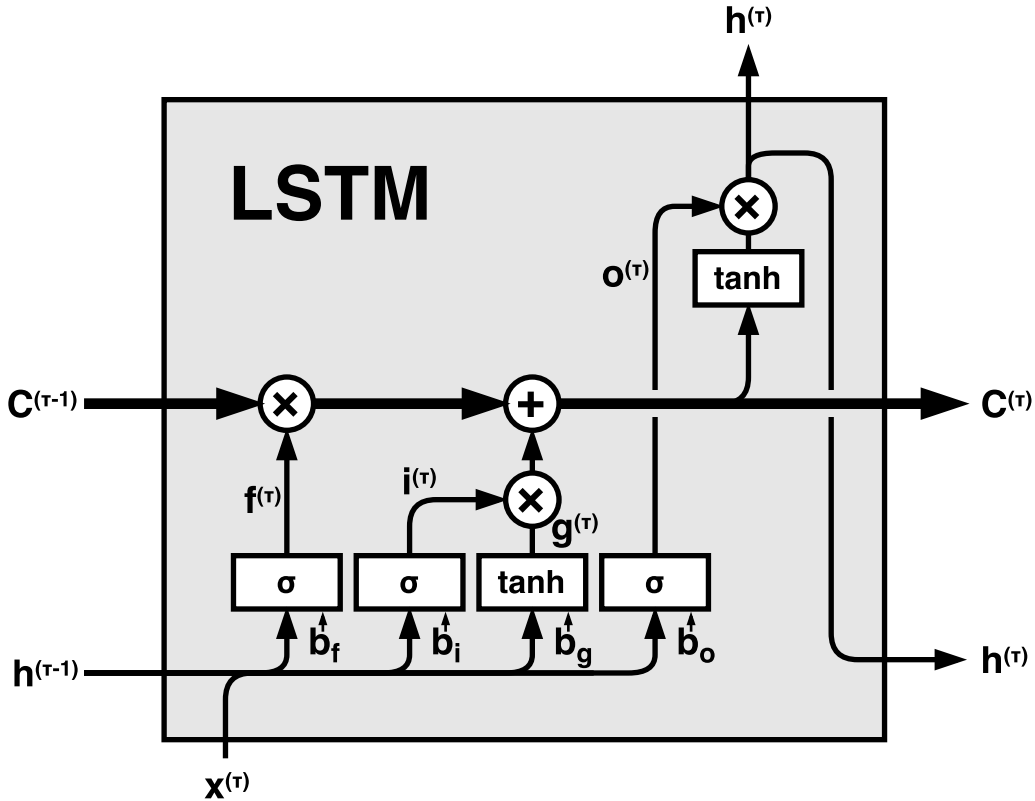 h(τ)
LSTM
×
o(τ)
tanh
C(τ-1)
×
+
C(τ)
i(τ)
f(τ)
×
g(τ)
σ
σ
tanh
σ
bf
bi
bg
bo
h(τ-1)
h(τ)
x(τ)